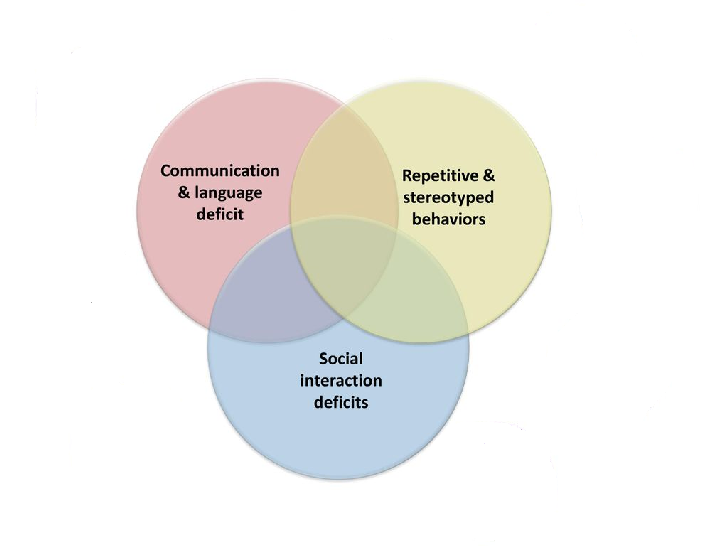 Communication
& language
deficit
Repetitive &
stereotyped
behaviors
Social
interaction
deficits